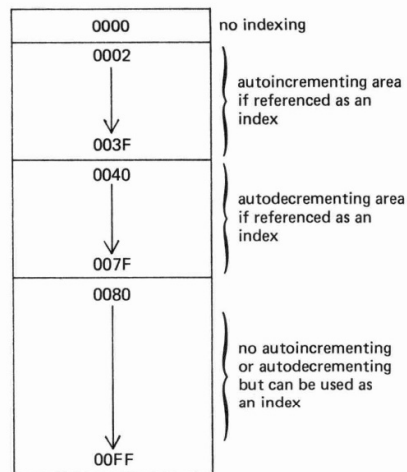 0000
no indexing
0002
autoincrementing area
if referenced as an
index
003F
0040
autodecrementing area
if referenced as an
index
007F
0080
no autoincrementing
or autodecrementing
but can be used as
an index
00FF